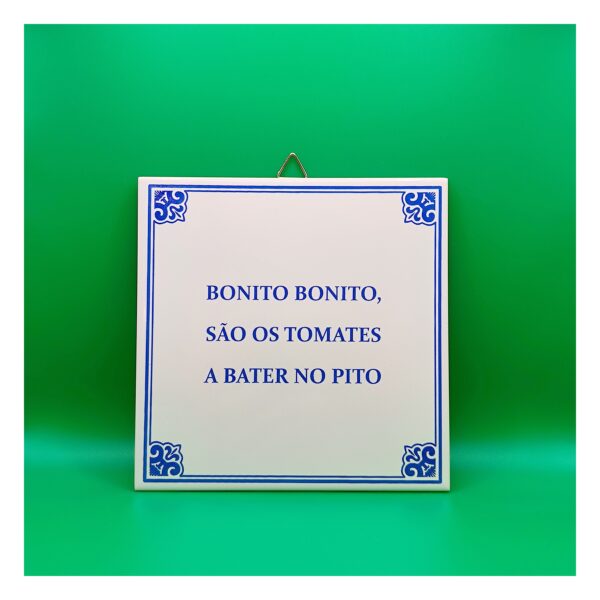 BONITO BONITO,
SÃO OS TOMATES
A BATER NO PITO